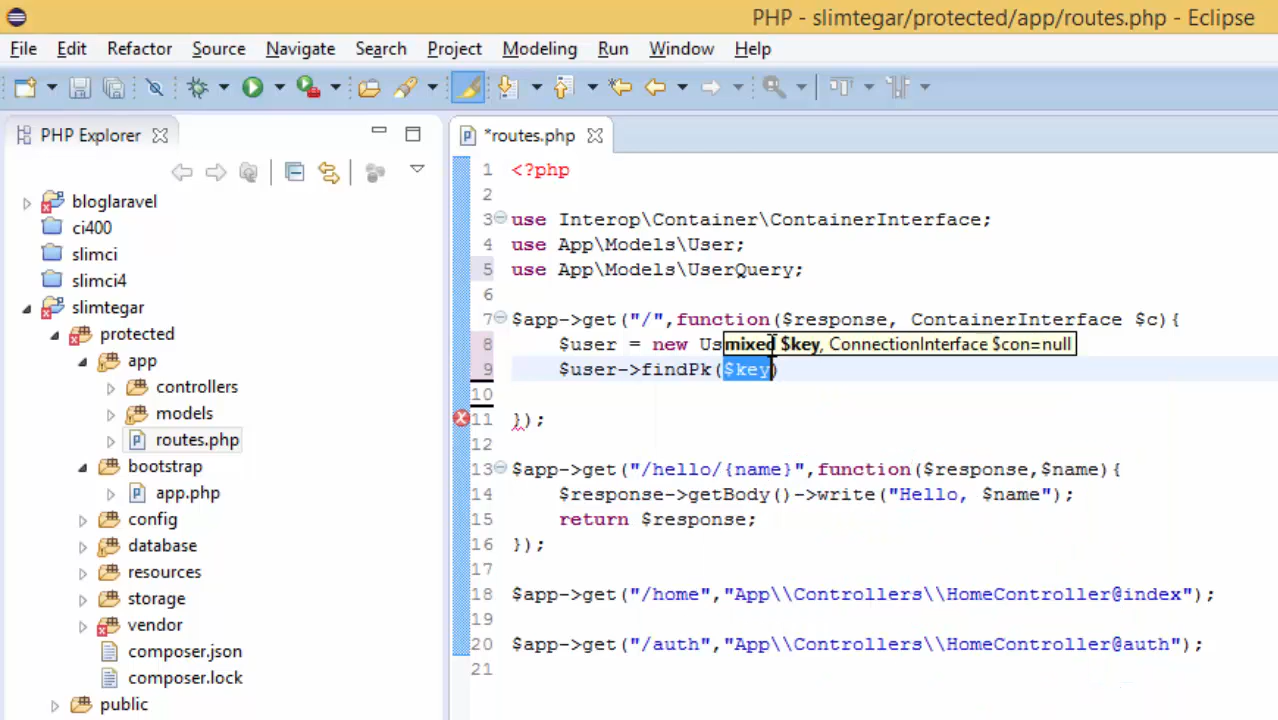 PHP - slimtegar/protected/app/routes.php - Eclipse
File Edit Refactor Source Navigate Search Project Modeling Run Window Help
PHP Explorer
*routes.php
bloglaravel
ci400
slimci
slimci4
slimtegar
protected
app
controllers
models
routes.php
bootstrap
app.php
config
database
resources
storage
vendor
composer.json
composer.lock
public
1 <?php
2
3 use Interop\Container\ContainerInterface;
4 use App\Models\User;
5 use App\Models\UserQuery;
6
7 $app->get("/",function($response, ContainerInterface $c){
8 $user = new Us
mixed $key, ConnectionInterface $con=null
9 $user->findPk($key)
10
11 });
12
13 $app->get("/hello/{name}",function($response,$name){
14 $response->getBody()->write("Hello, $name");
15 return $response;
16 });
17
18 $app->get("/home","App\\Controllers\\HomeController@index");
19
20 $app->get("/auth","App\\Controllers\\HomeController@auth");
21